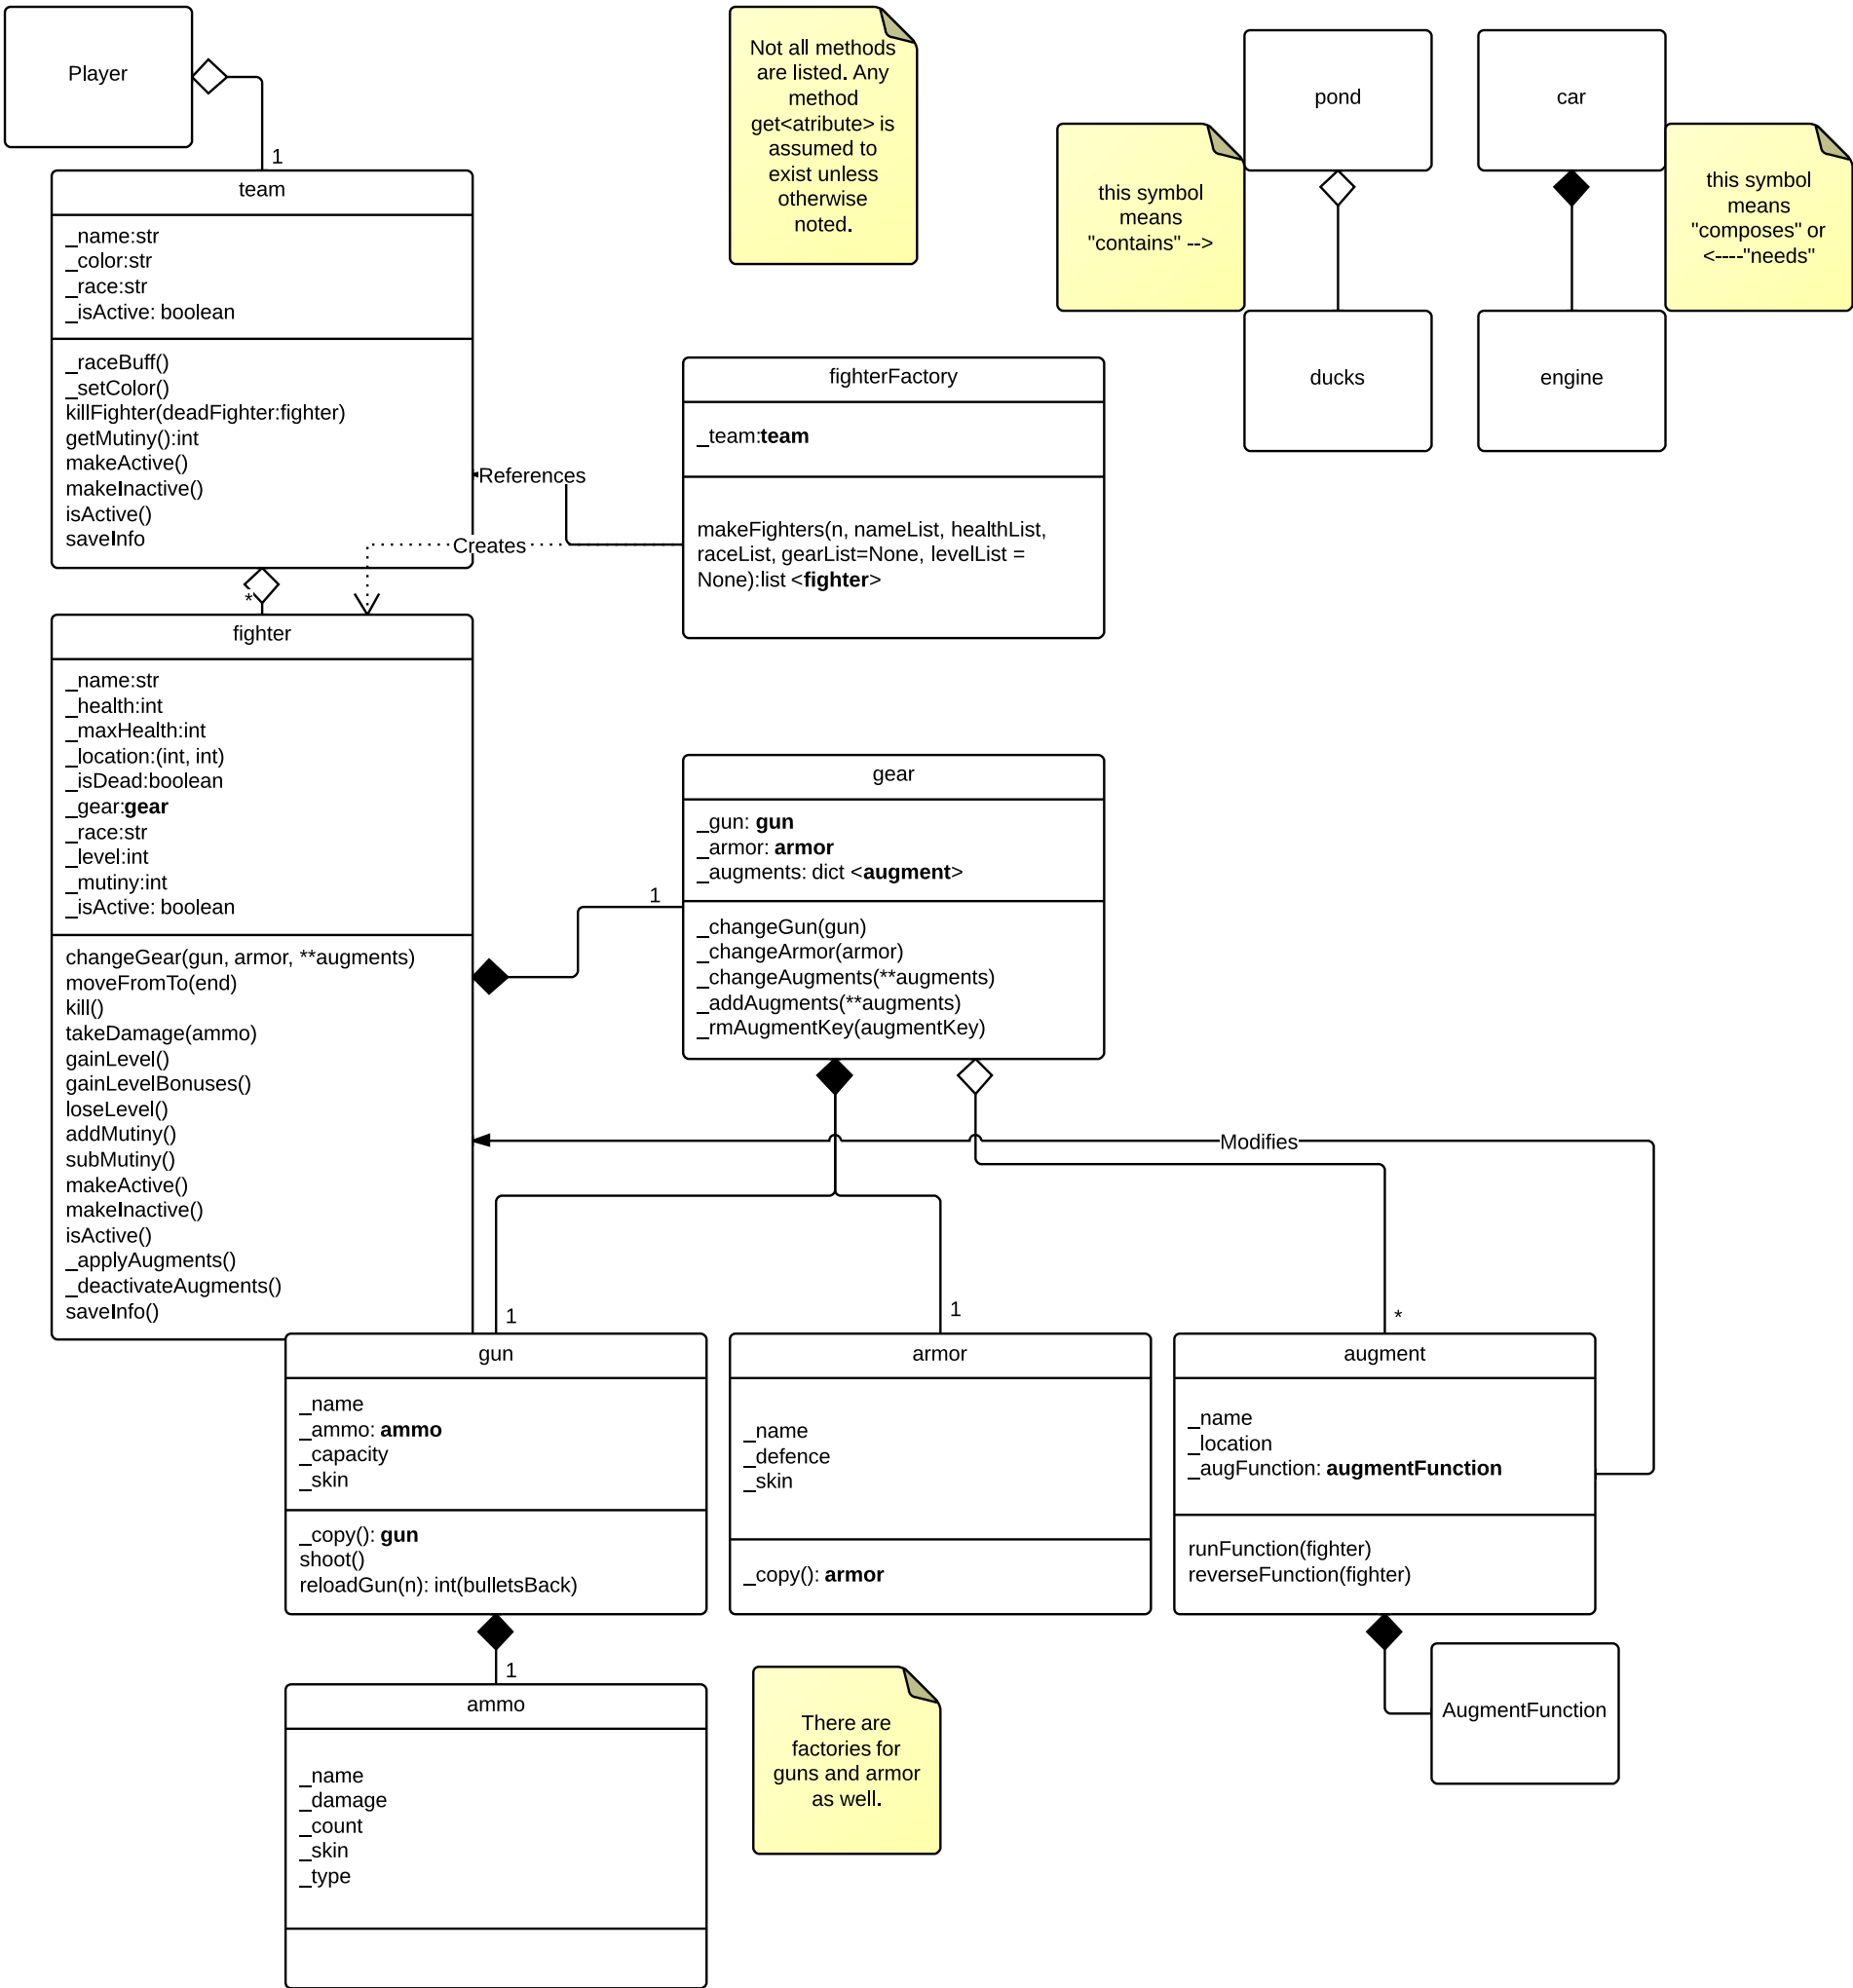 Player
1
team
_name:str
_color:str
_race:str
_isActive: boolean
_raceBuff()
_setColor()
killFighter(deadFighter:fighter)
getMutiny():int
makeActive()
makeInactive()
isActive()
saveInfo
Not all methods
are listed. Any
method
get<atribute> is
assumed to
exist unless
otherwise
noted.
this symbol
means
"contains" -->
pond
ducks
car
engine
this symbol
means
"composes" or
<----"needs"
fighterFactory
_team:team
makeFighters(n, nameList, healthList,
raceList, gearList=None, levelList =
None):list <fighter>
References
Creates
*
fighter
_name:str
_health:int
_maxHealth:int
_location:(int, int)
_isDead:boolean
_gear:gear
_race:str
_level:int
_mutiny:int
_isActive: boolean
changeGear(gun, armor, **augments)
moveFromTo(end)
kill()
takeDamage(ammo)
gainLevel()
gainLevelBonuses()
loseLevel()
addMutiny()
subMutiny()
makeActive()
makeInactive()
isActive()
_applyAugments()
_deactivateAugments()
saveInfo()
1
gear
_gun: gun
_armor: armor
_augments: dict <augment>
_changeGun(gun)
_changeArmor(armor)
_changeAugments(**augments)
_addAugments(**augments)
_rmAugmentKey(augmentKey)
Modifies
1
1
*
gun
_name
_ammo: ammo
_capacity
_skin
_copy(): gun
shoot()
reloadGun(n): int(bulletsBack)
armor
_name
_defence
_skin
_copy(): armor
augment
_name
_location
_augFunction: augmentFunction
runFunction(fighter)
reverseFunction(fighter)
1
ammo
_name
_damage
_count
_skin
_type
There are
factories for
guns and armor
as well.
AugmentFunction